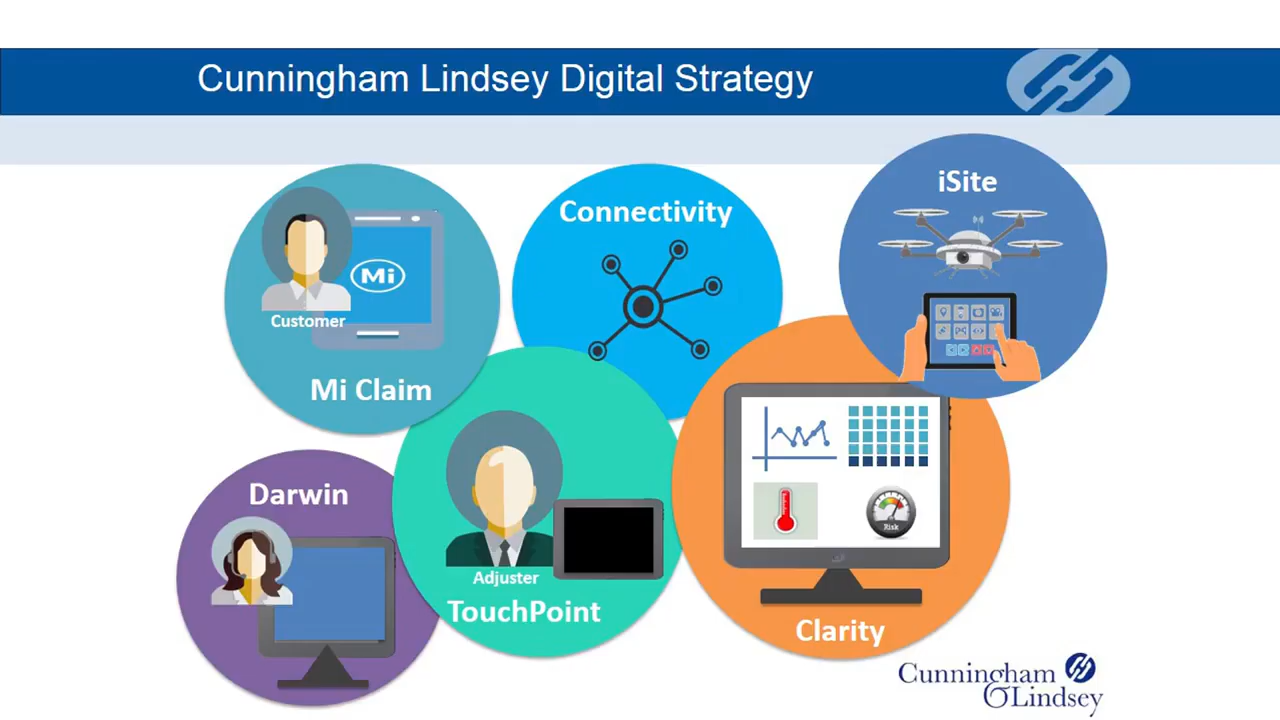 Cunningham Lindsey Digital Strategy
iSite
Connectivity
Mi
Customer
Mi Claim
Darwin
Risk
Adjuster
TouchPoint
Clarity
Cunningham
& Lindsey